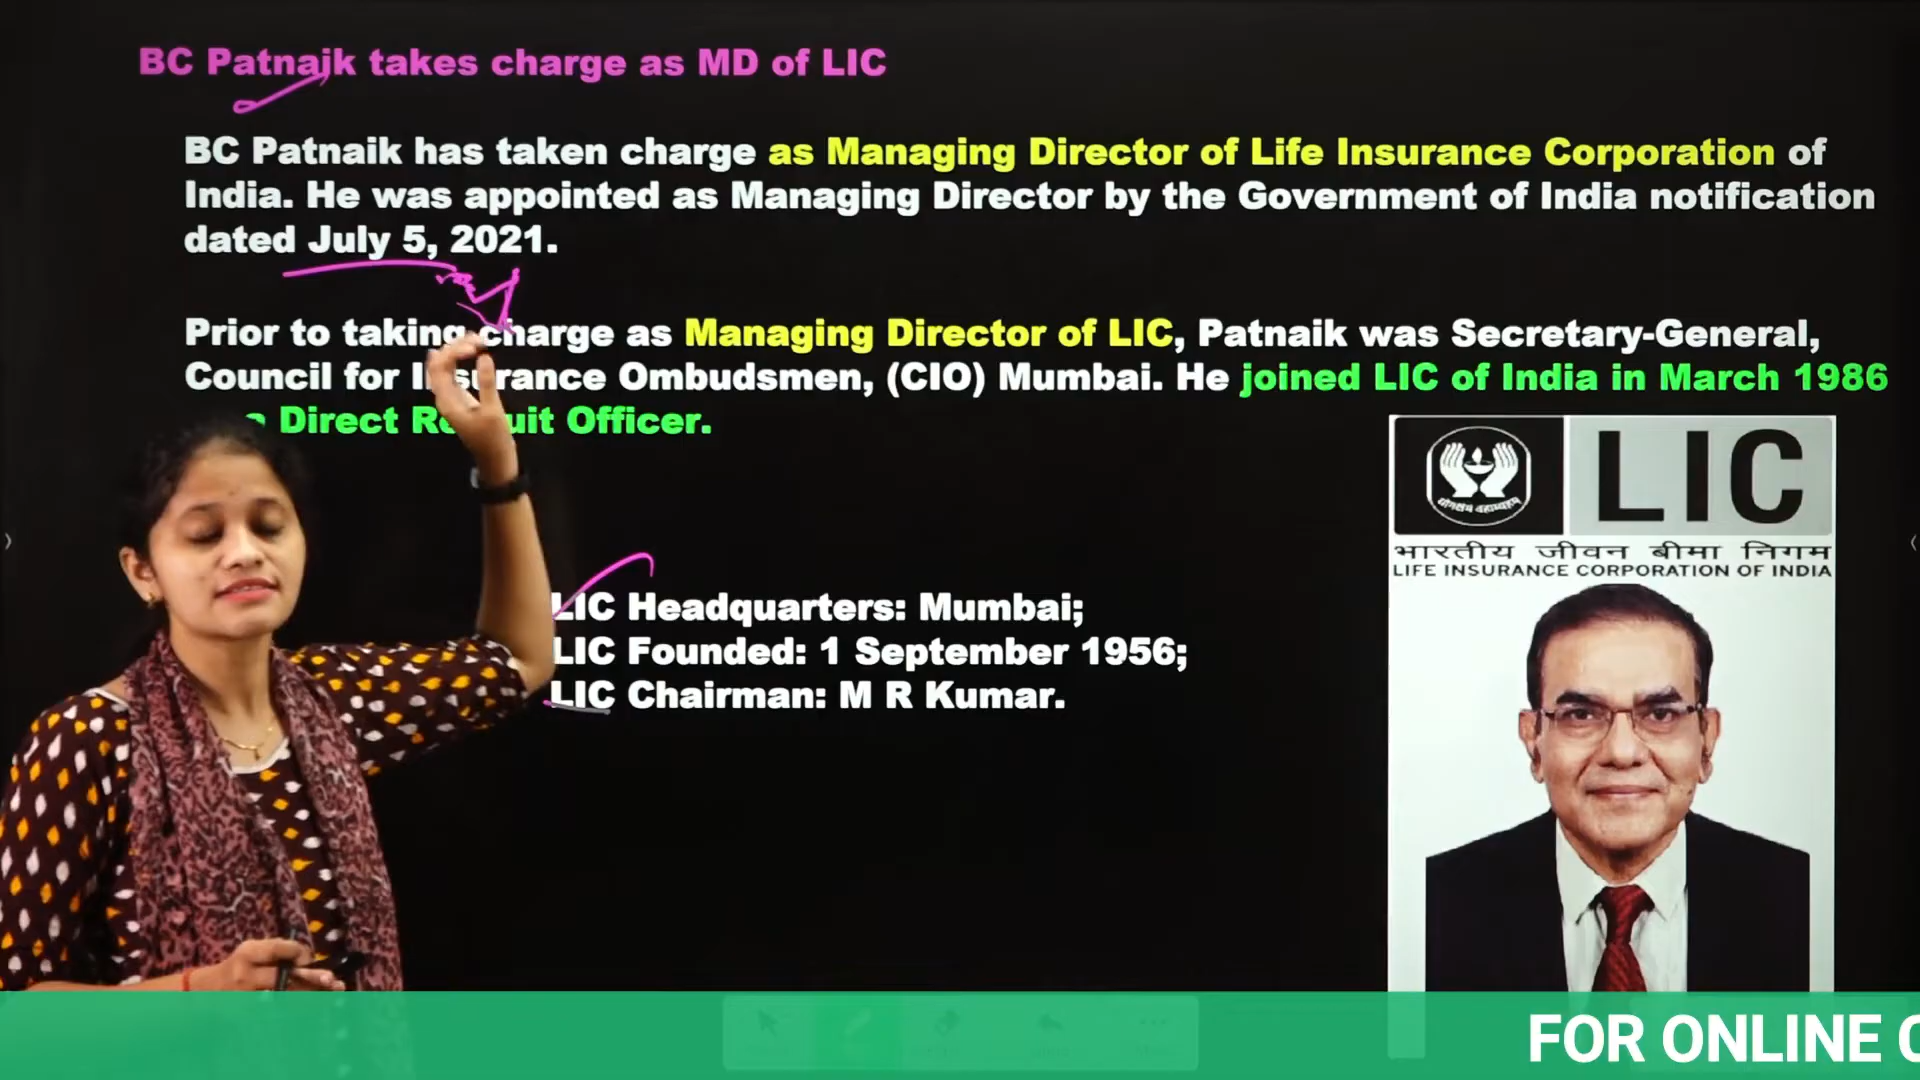 BC Patnaik takes charge as MD of LIC
BC Patnaik has taken charge as Managing Director of Life Insurance Corporation of
India. He was appointed as Managing Director by the Government of India notification
dated July 5, 2021.
Prior to taking charge as Managing Director of LIC, Patnaik was Secretary-General,
Council for Insurance Ombudsmen, (CIO) Mumbai. He joined LIC of India in March 1986
Direct Recruit Officer.
LIC
भारतीय जीवन बीमा निगम
LIFE INSURANCE CORPORATION OF INDIA
LIC Headquarters: Mumbai;
LIC Founded: 1 September 1956;
LIC Chairman: M R Kumar.
FOR ONLINE